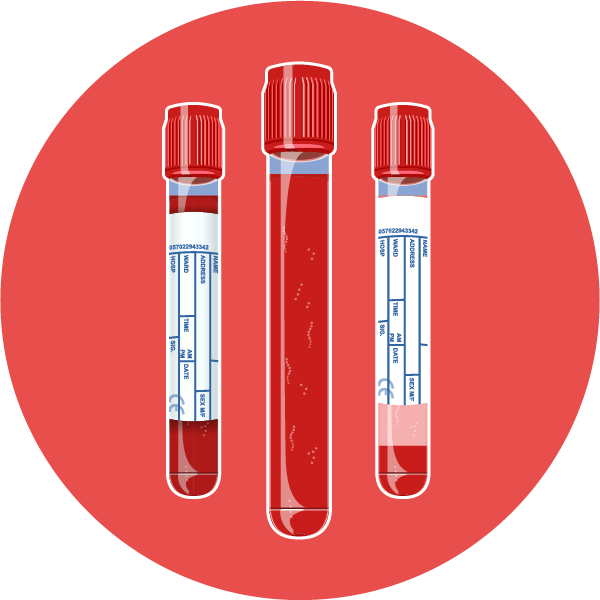 057022943342
NAME
ADDRESS
WARD
HOSP
TIME
AM
PM
SIG.
DATE
SEX M/F
CE
057022943342
NAME
ADDRESS
WARD
HOSP
TIME
AM
PM
SIG.
DATE
SEX M/F
CE